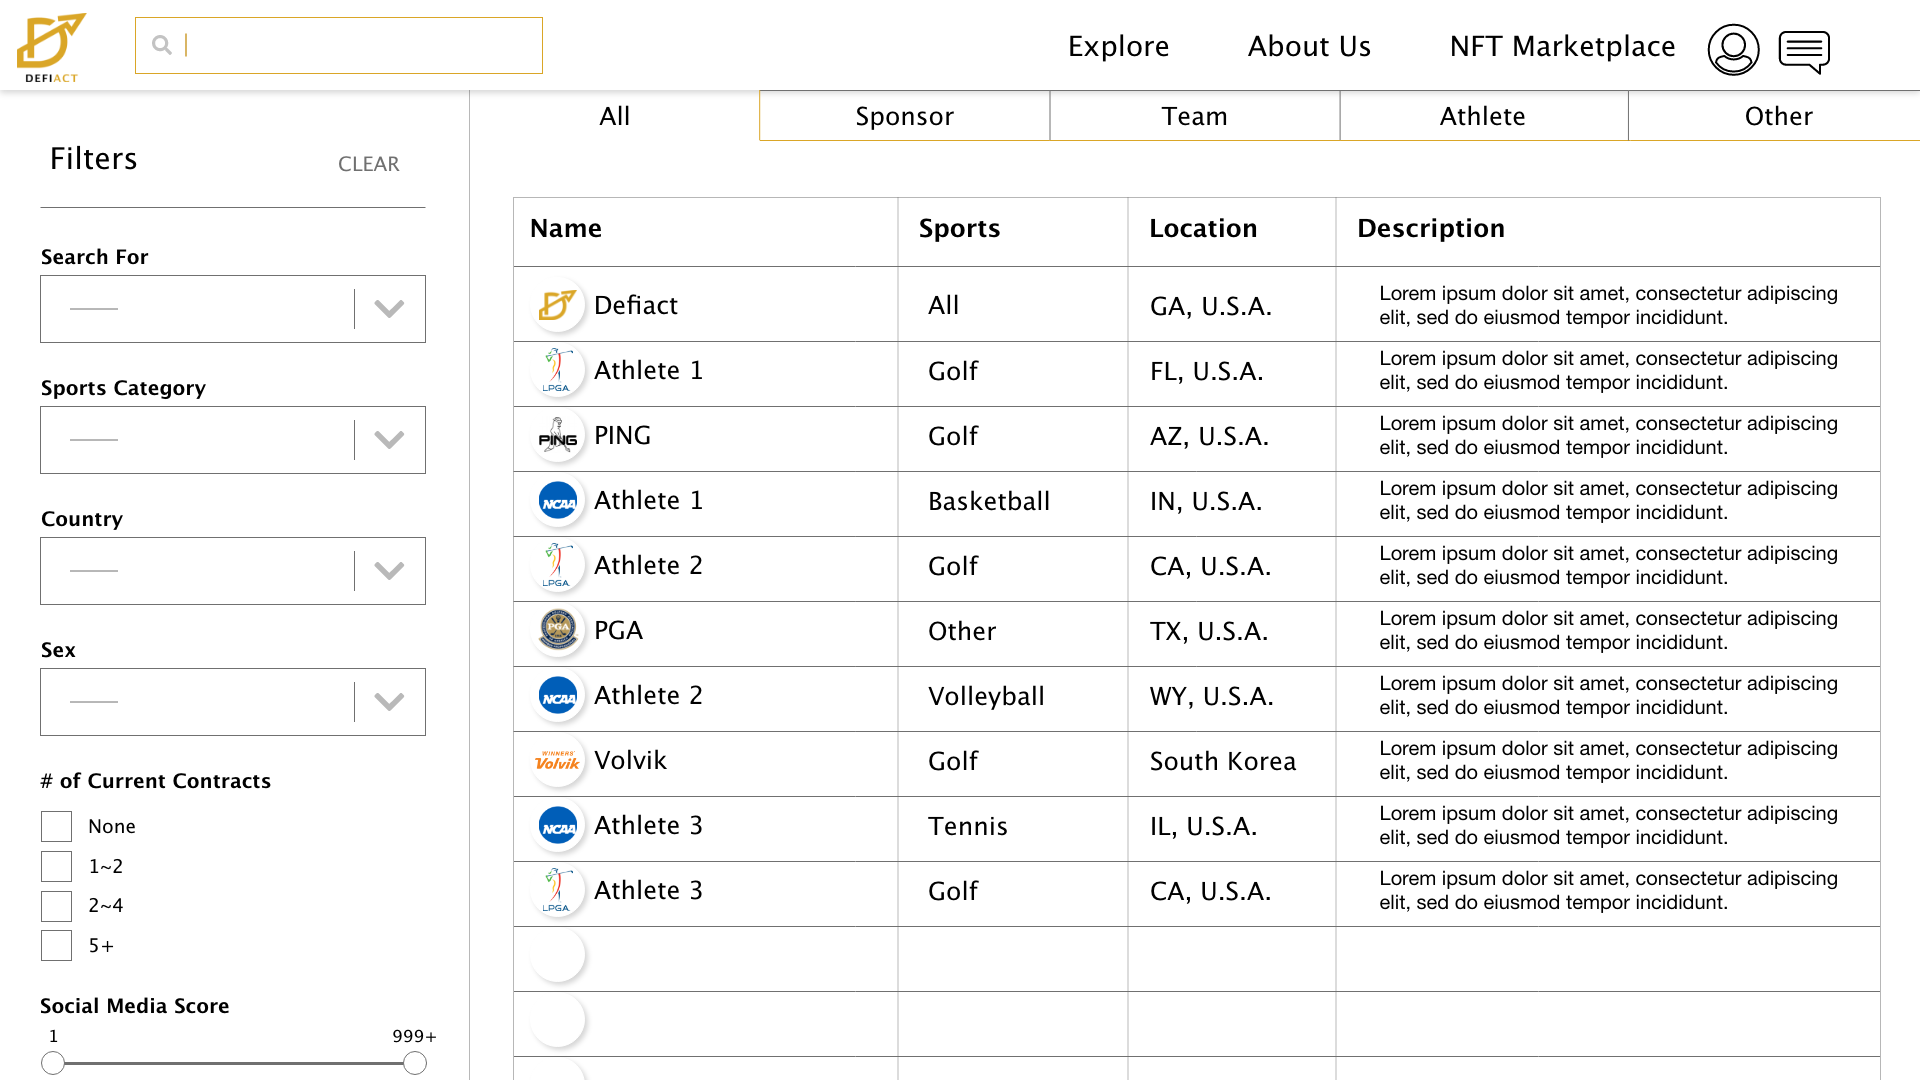 DEFIACT
Explore
About Us
NFT Marketplace
All
Sponsor
Team
Athlete
Other
Filters
CLEAR
Search For
Sports Category
Country
Sex
# of Current Contracts
None
1~2
2~4
5+
Social Media Score
1
999+
Name Sports Location Description
Defiact All GA, U.S.A. Lorem ipsum dolor sit amet, consectetur adipiscing
elit, sed do eiusmod tempor incididunt.
LPGA Athlete 1 Golf FL, U.S.A. Lorem ipsum dolor sit amet, consectetur adipiscing
elit, sed do eiusmod tempor incididunt.
PING PING Golf AZ, U.S.A. Lorem ipsum dolor sit amet, consectetur adipiscing
elit, sed do eiusmod tempor incididunt.
NCAA Athlete 1 Basketball IN, U.S.A. Lorem ipsum dolor sit amet, consectetur adipiscing
elit, sed do eiusmod tempor incididunt.
LPGA Athlete 2 Golf CA, U.S.A. Lorem ipsum dolor sit amet, consectetur adipiscing
elit, sed do eiusmod tempor incididunt.
PGA PGA Other TX, U.S.A. Lorem ipsum dolor sit amet, consectetur adipiscing
elit, sed do eiusmod tempor incididunt.
NCAA Athlete 2 Volleyball WY, U.S.A. Lorem ipsum dolor sit amet, consectetur adipiscing
elit, sed do eiusmod tempor incididunt.
WINNERS'
Volvik Volvik Golf South Korea Lorem ipsum dolor sit amet, consectetur adipiscing
elit, sed do eiusmod tempor incididunt.
NCAA Athlete 3 Tennis IL, U.S.A. Lorem ipsum dolor sit amet, consectetur adipiscing
elit, sed do eiusmod tempor incididunt.
LPGA Athlete 3 Golf CA, U.S.A. Lorem ipsum dolor sit amet, consectetur adipiscing
elit, sed do eiusmod tempor incididunt.